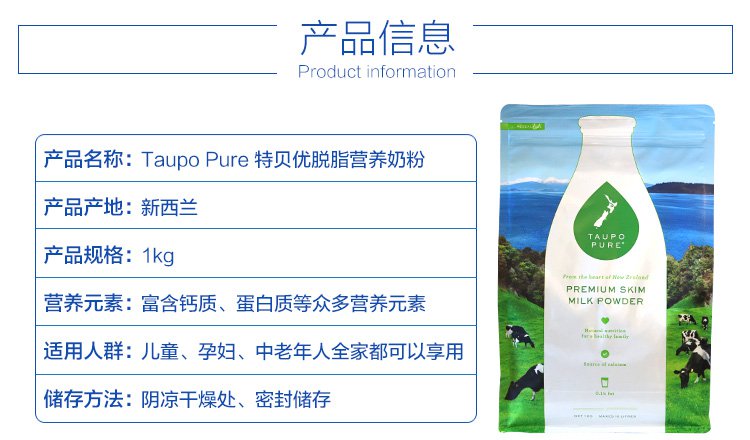 产品信息
Product information
产品名称：Taupo Pure 特贝优脱脂营养奶粉
产品产地：新西兰
产品规格：1kg
营养元素：富含钙质、蛋白质等众多营养元素
适用人群：儿童、孕妇、中老年人全家都可以享用
储存方法：阴凉干燥处、密封储存
TAUPO
PURE
From the heart of New Zealand
PREMIUM SKIM
MILK POWDER
Natural nutrition
for a healthy family
Source of calcium
0.1% fat